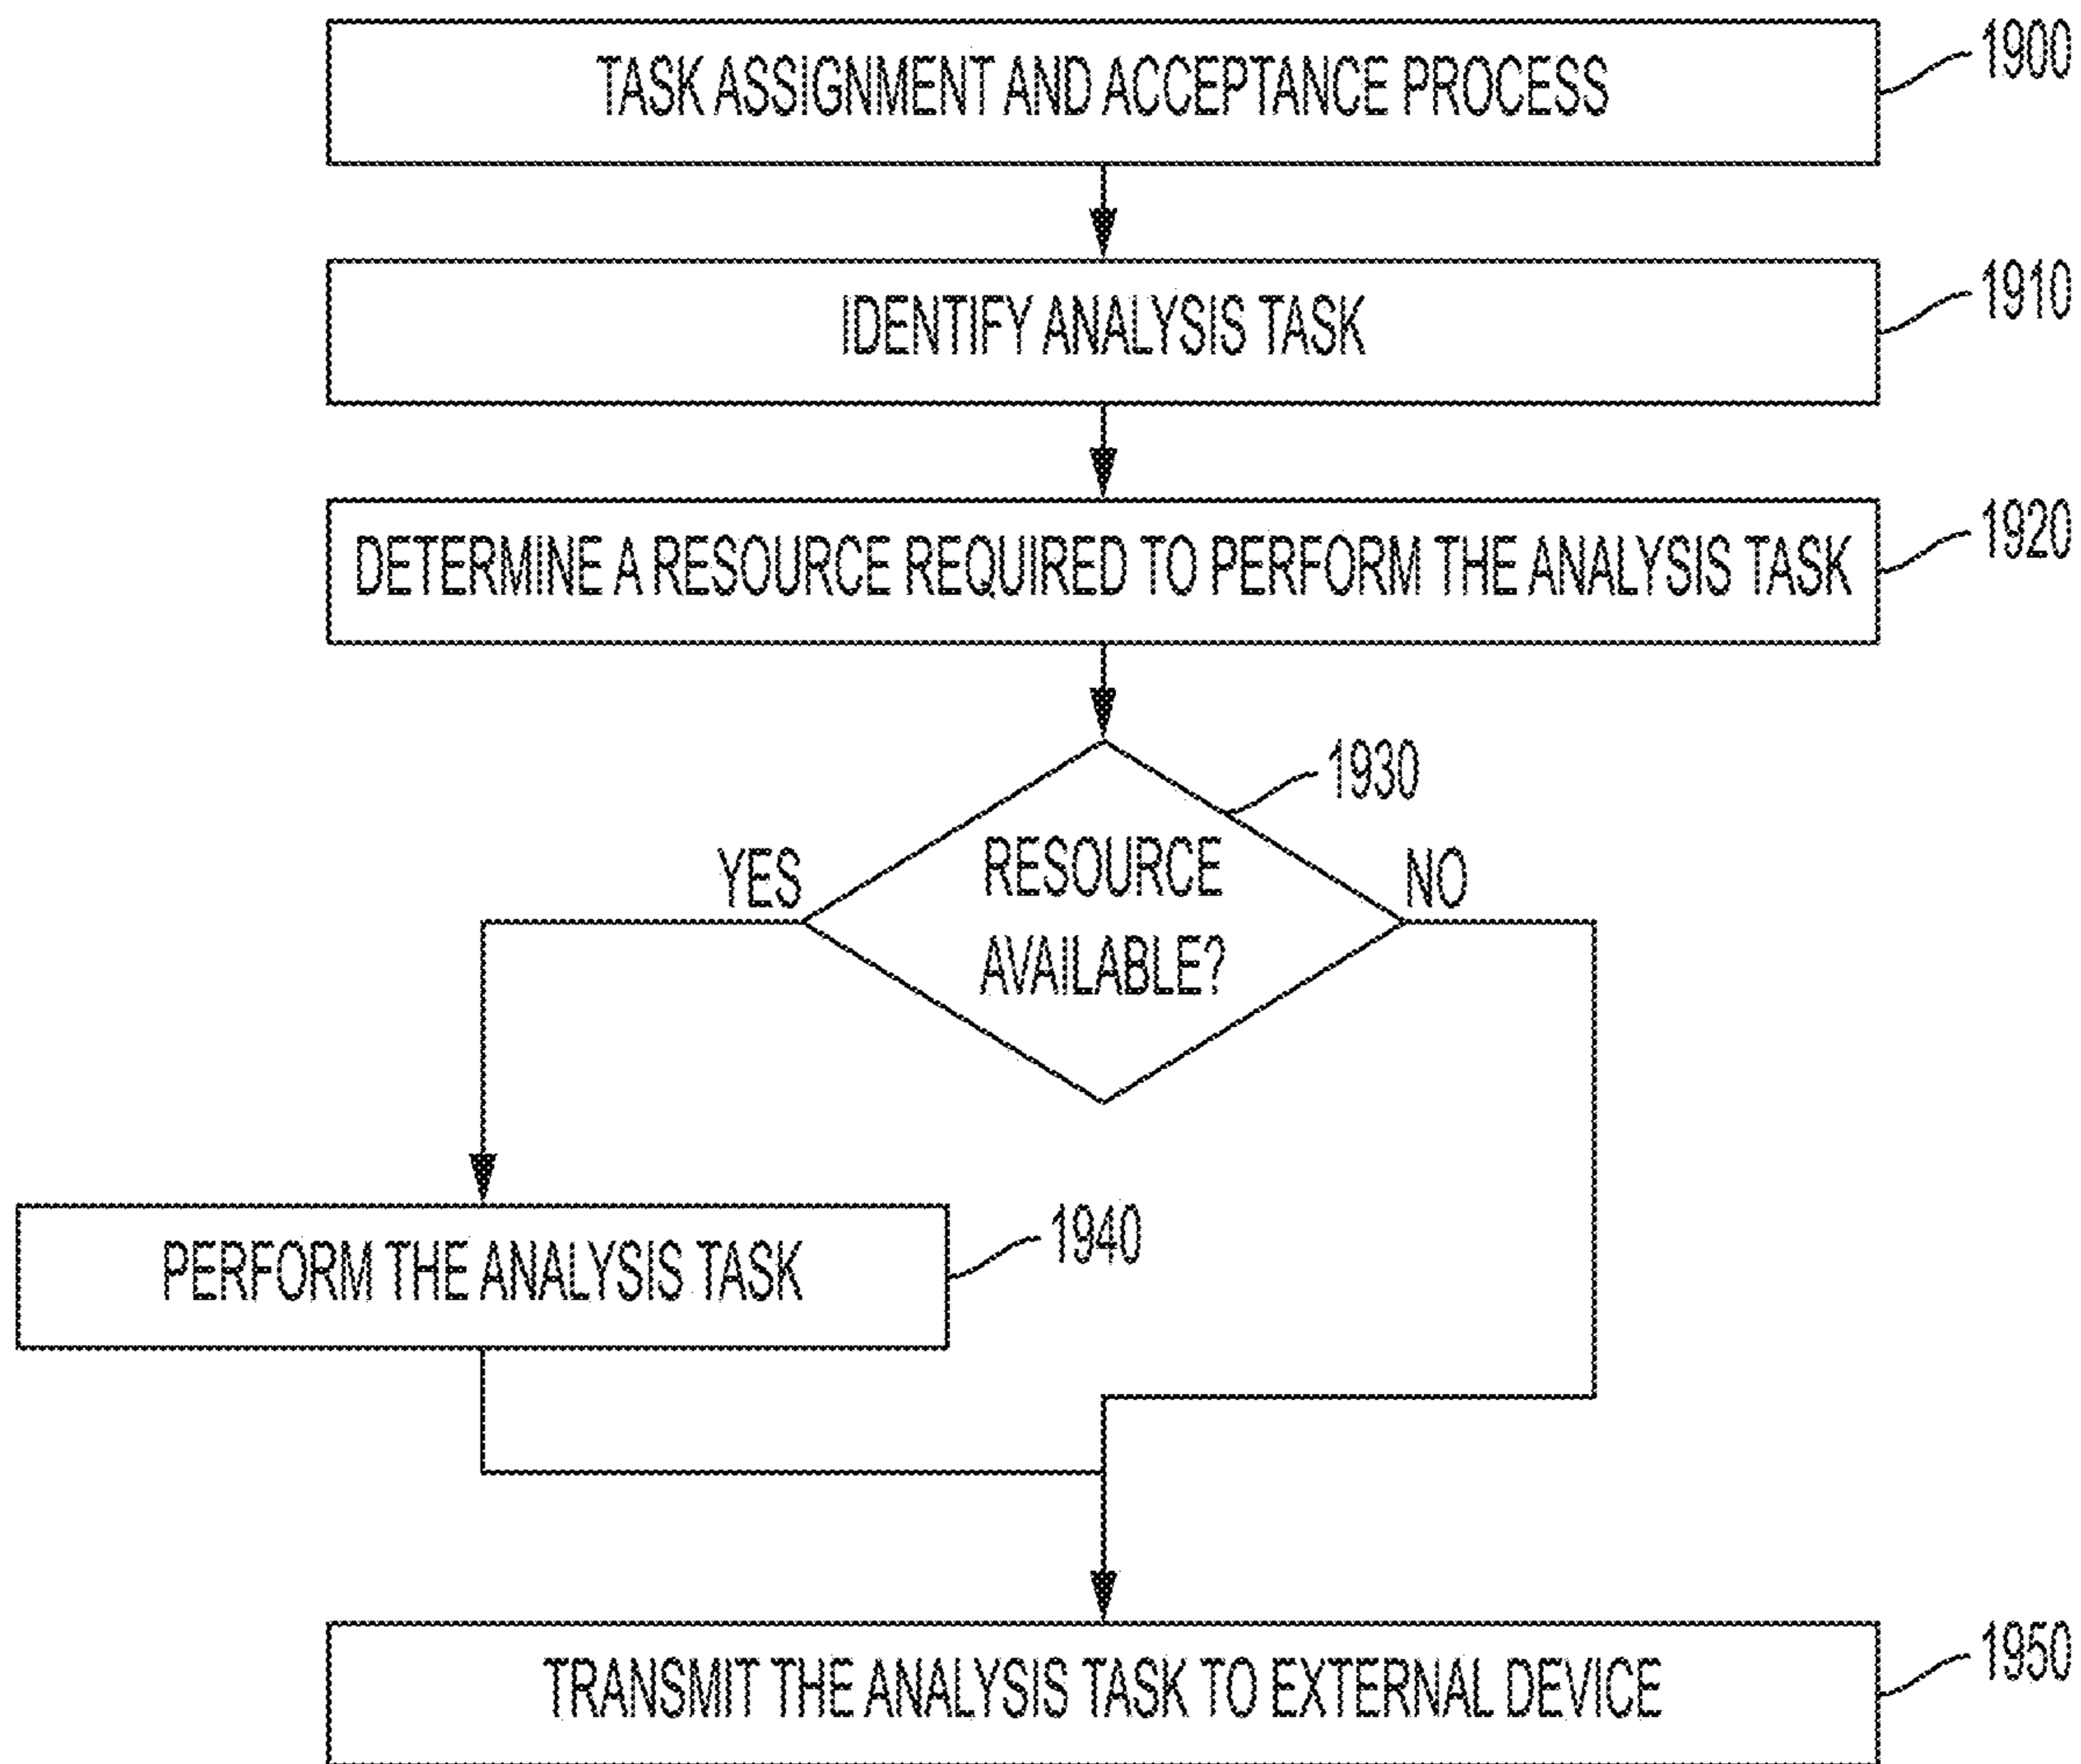 TASK ASSIGNMENT AND ACCEPTANCE PROCESS
1900
IDENTIFY ANALYSIS TASK
1910
DETERMINE A RESOURCE REQUIRED TO PERFORM THE ANALYSIS TASK
1920
1930
YES
RESOURCE
AVAILABLE?
NO
PERFORM THE ANALYSIS TASK
1940
TRANSMIT THE ANALYSIS TASK TO EXTERNAL DEVICE
1950